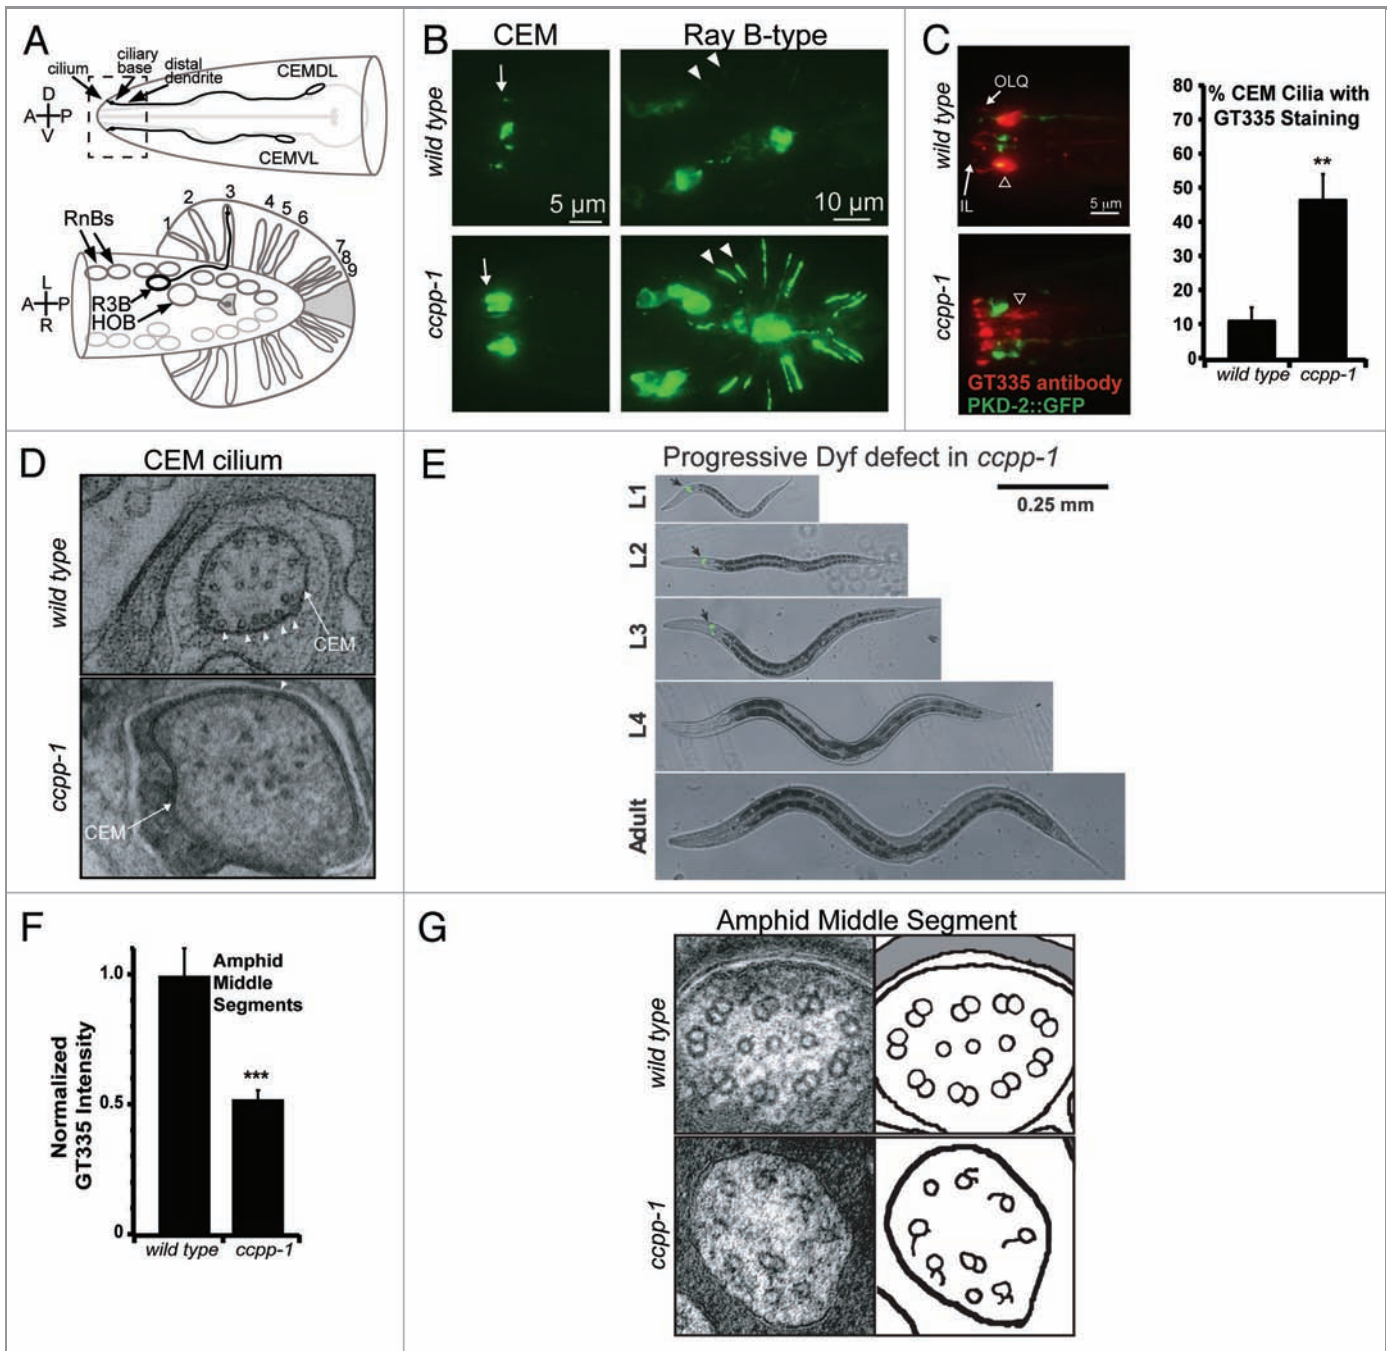 A
cilium
ciliary
base
distal
dendrite
CEMDL
D
A
P
V
CEMVL
RnBs
1
2
3
4
5
6
7
8
9
L
A
P
R
R3B
HOB
B
CEM
Ray B-type
wild type
5 µm
10 µm
ccpp-1
C
wild type
OLQ
IL
5 µm
ccpp-1
GT335 antibody
PKD-2::GFP
% CEM Cilia with
GT335 Staining
80
70
60
50
40
30
20
10
0
**
wild type
ccpp-1
D
CEM cilium
wild type
CEM
ccpp-1
CEM
E
Progressive Dyf defect in ccpp-1
0.25 mm
L1
L2
L3
L4
Adult
F
Normalized
GT335 Intensity
1.0
0.5
0
Amphid
Middle
Segments
***
wild type
ccpp-1
G
Amphid Middle Segment
wild type
ccpp-1